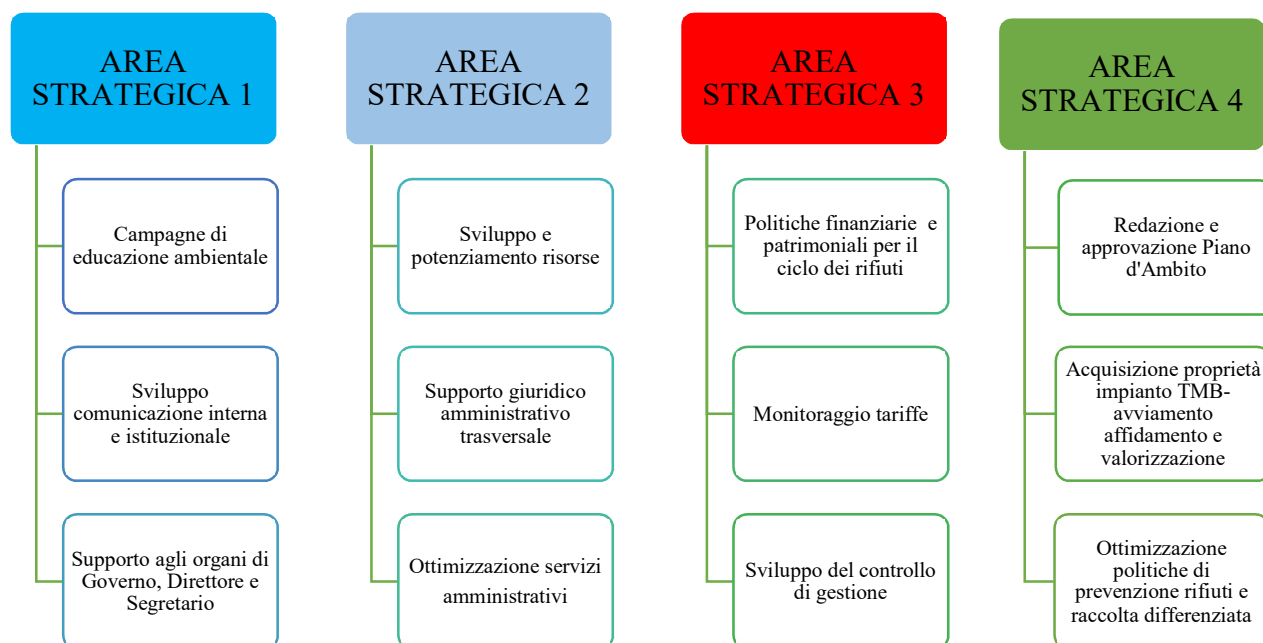 AREA
STRATEGICA 1
Campagne di
educazione ambientale
Sviluppo
comunicazione interna
e istituzionale
Supporto agli organi di
Governo, Direttore e
Segretario
AREA
STRATEGICA 2
Sviluppo e
potenziamento risorse
Supporto giuridico
amministrativo
trasversale
Ottimizzazione servizi
amministrativi
AREA
STRATEGICA 3
Politiche finanziarie e
patrimoniali per il
ciclo dei rifiuti
Monitoraggio tariffe
Sviluppo del controllo
di gestione
AREA
STRATEGICA 4
Redazione e
approvazione Piano
d'Ambito
Acquisizione proprietà
impianto TMB-
avviamento
affidamento e
valorizzazione
Ottimizzazione
politiche di
prevenzione rifiuti e
raccolta differenziata